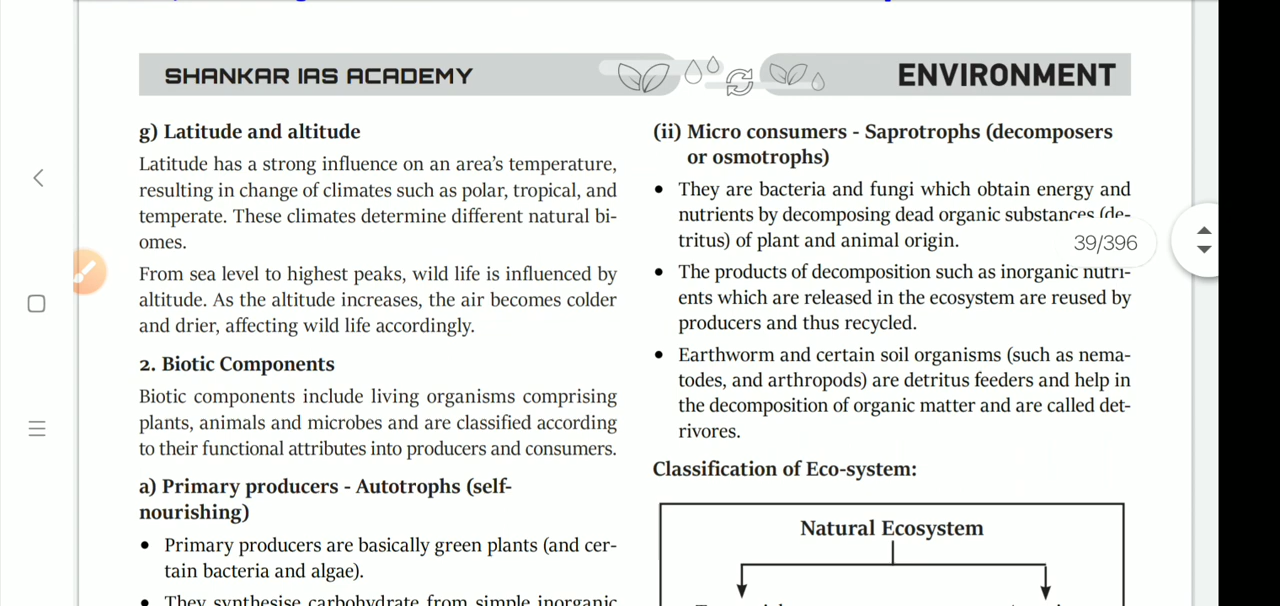 SHANKAR IAS ACADEMY
ENVIRONMENT
g) Latitude and altitude
Latitude has a strong influence on an area's temperature,
resulting in change of climates such as polar, tropical, and
temperate. These climates determine different natural bi-
omes.
From sea level to highest peaks, wild life is influenced by
altitude. As the altitude increases, the air becomes colder
and drier, affecting wild life accordingly.
2. Biotic Components
Biotic components include living organisms comprising
plants, animals and microbes and are classified according
to their functional attributes into producers and consumers.
a) Primary producers - Autotrophs (self-
nourishing)
• Primary producers are basically green plants (and cer-
tain bacteria and algae).
• They synthesise carbohydrate from simple inorganic
(ii) Micro consumers - Saprotrophs (decomposers
or osmotrophs)
• They are bacteria and fungi which obtain energy and
nutrients by decomposing dead organic substances (de-
tritus) of plant and animal origin.
39/396
• The products of decomposition such as inorganic nutri-
ents which are released in the ecosystem are reused by
producers and thus recycled.
• Earthworm and certain soil organisms (such as nema-
todes, and arthropods) are detritus feeders and help in
the decomposition of organic matter and are called det-
rivores.
Classification of Eco-system:
Natural Ecosystem